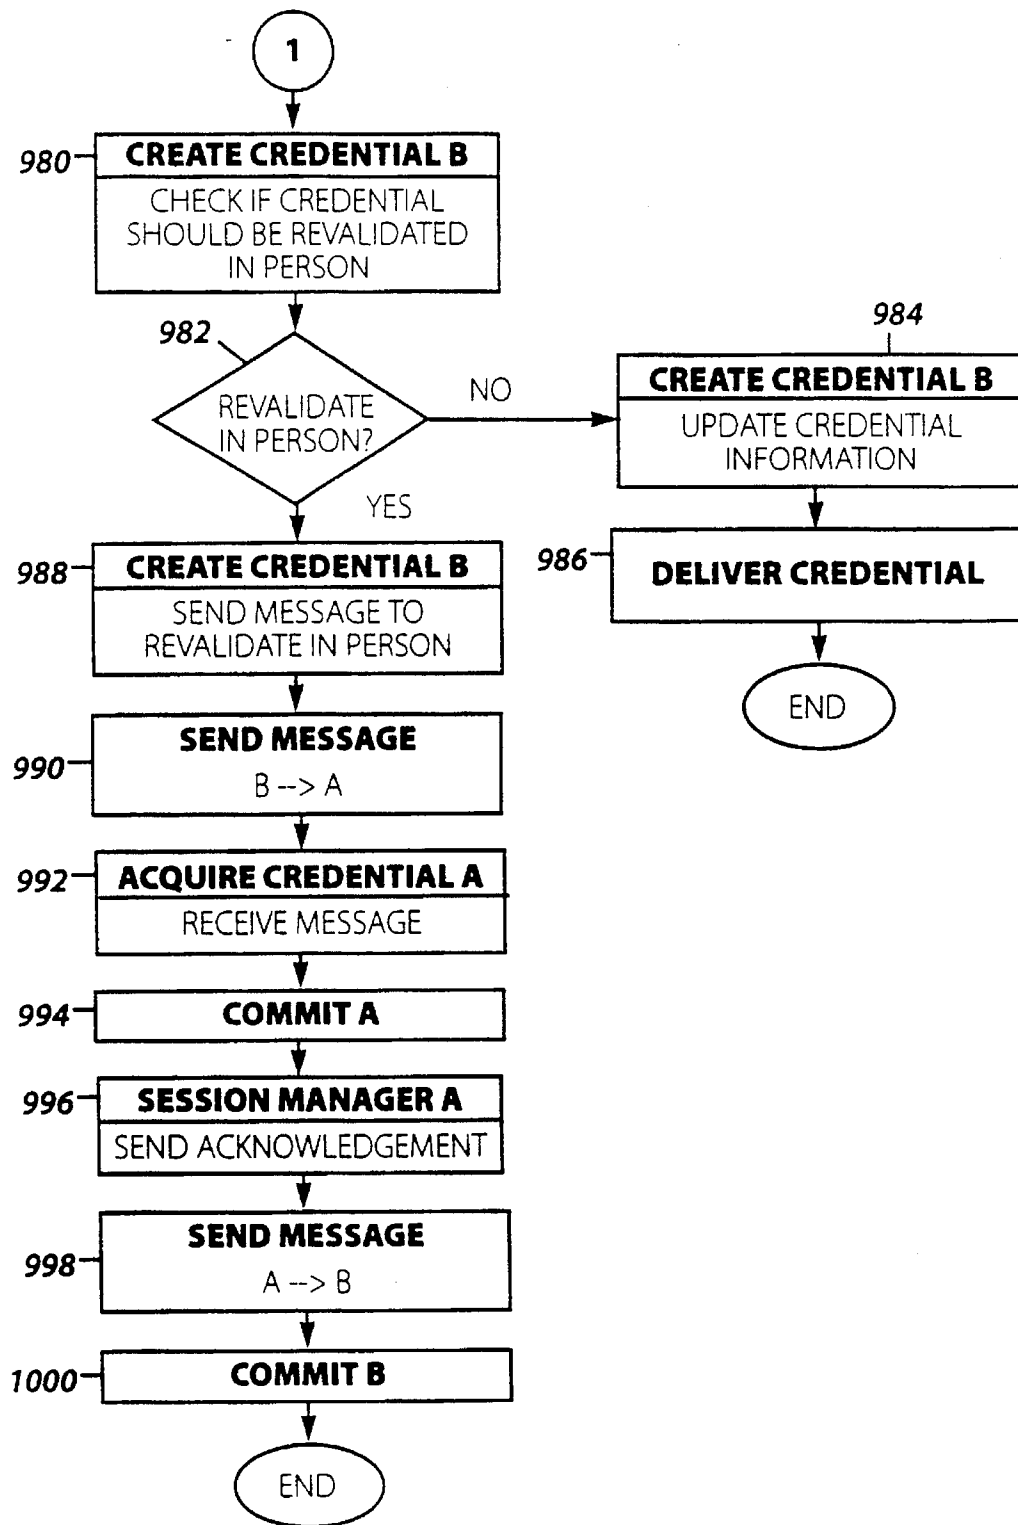 1
980
CREATE CREDENTIAL B
CHECK IF CREDENTIAL
SHOULD BE REVALIDATED
IN PERSON
982
REVALIDATE
IN PERSON?
NO
984
CREATE CREDENTIAL B
UPDATE CREDENTIAL
INFORMATION
986
DELIVER CREDENTIAL
END
YES
988
CREATE CREDENTIAL B
SEND MESSAGE TO
REVALIDATE IN PERSON
990
SEND MESSAGE
B --> A
992
ACQUIRE CREDENTIAL A
RECEIVE MESSAGE
994
COMMIT A
996
SESSION MANAGER A
SEND ACKNOWLEDGEMENT
998
SEND MESSAGE
A --> B
1000
COMMIT B
END